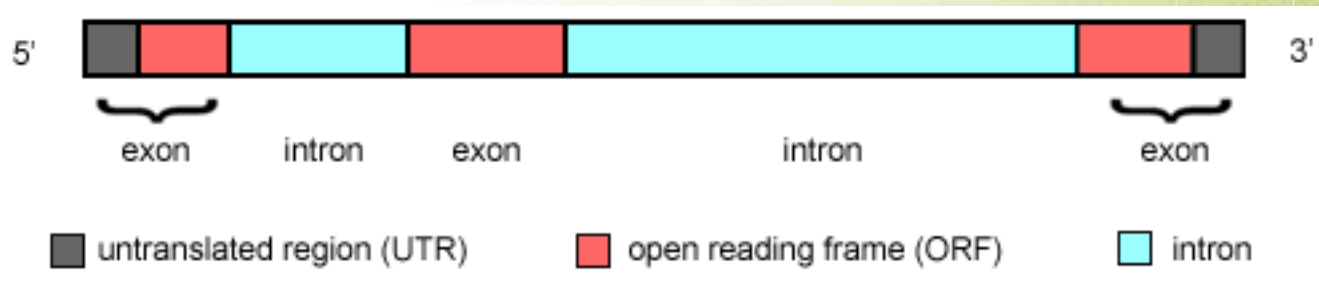 5' 3'
exon intron exon intron exon
untranslated region (UTR) open reading frame (ORF) intron